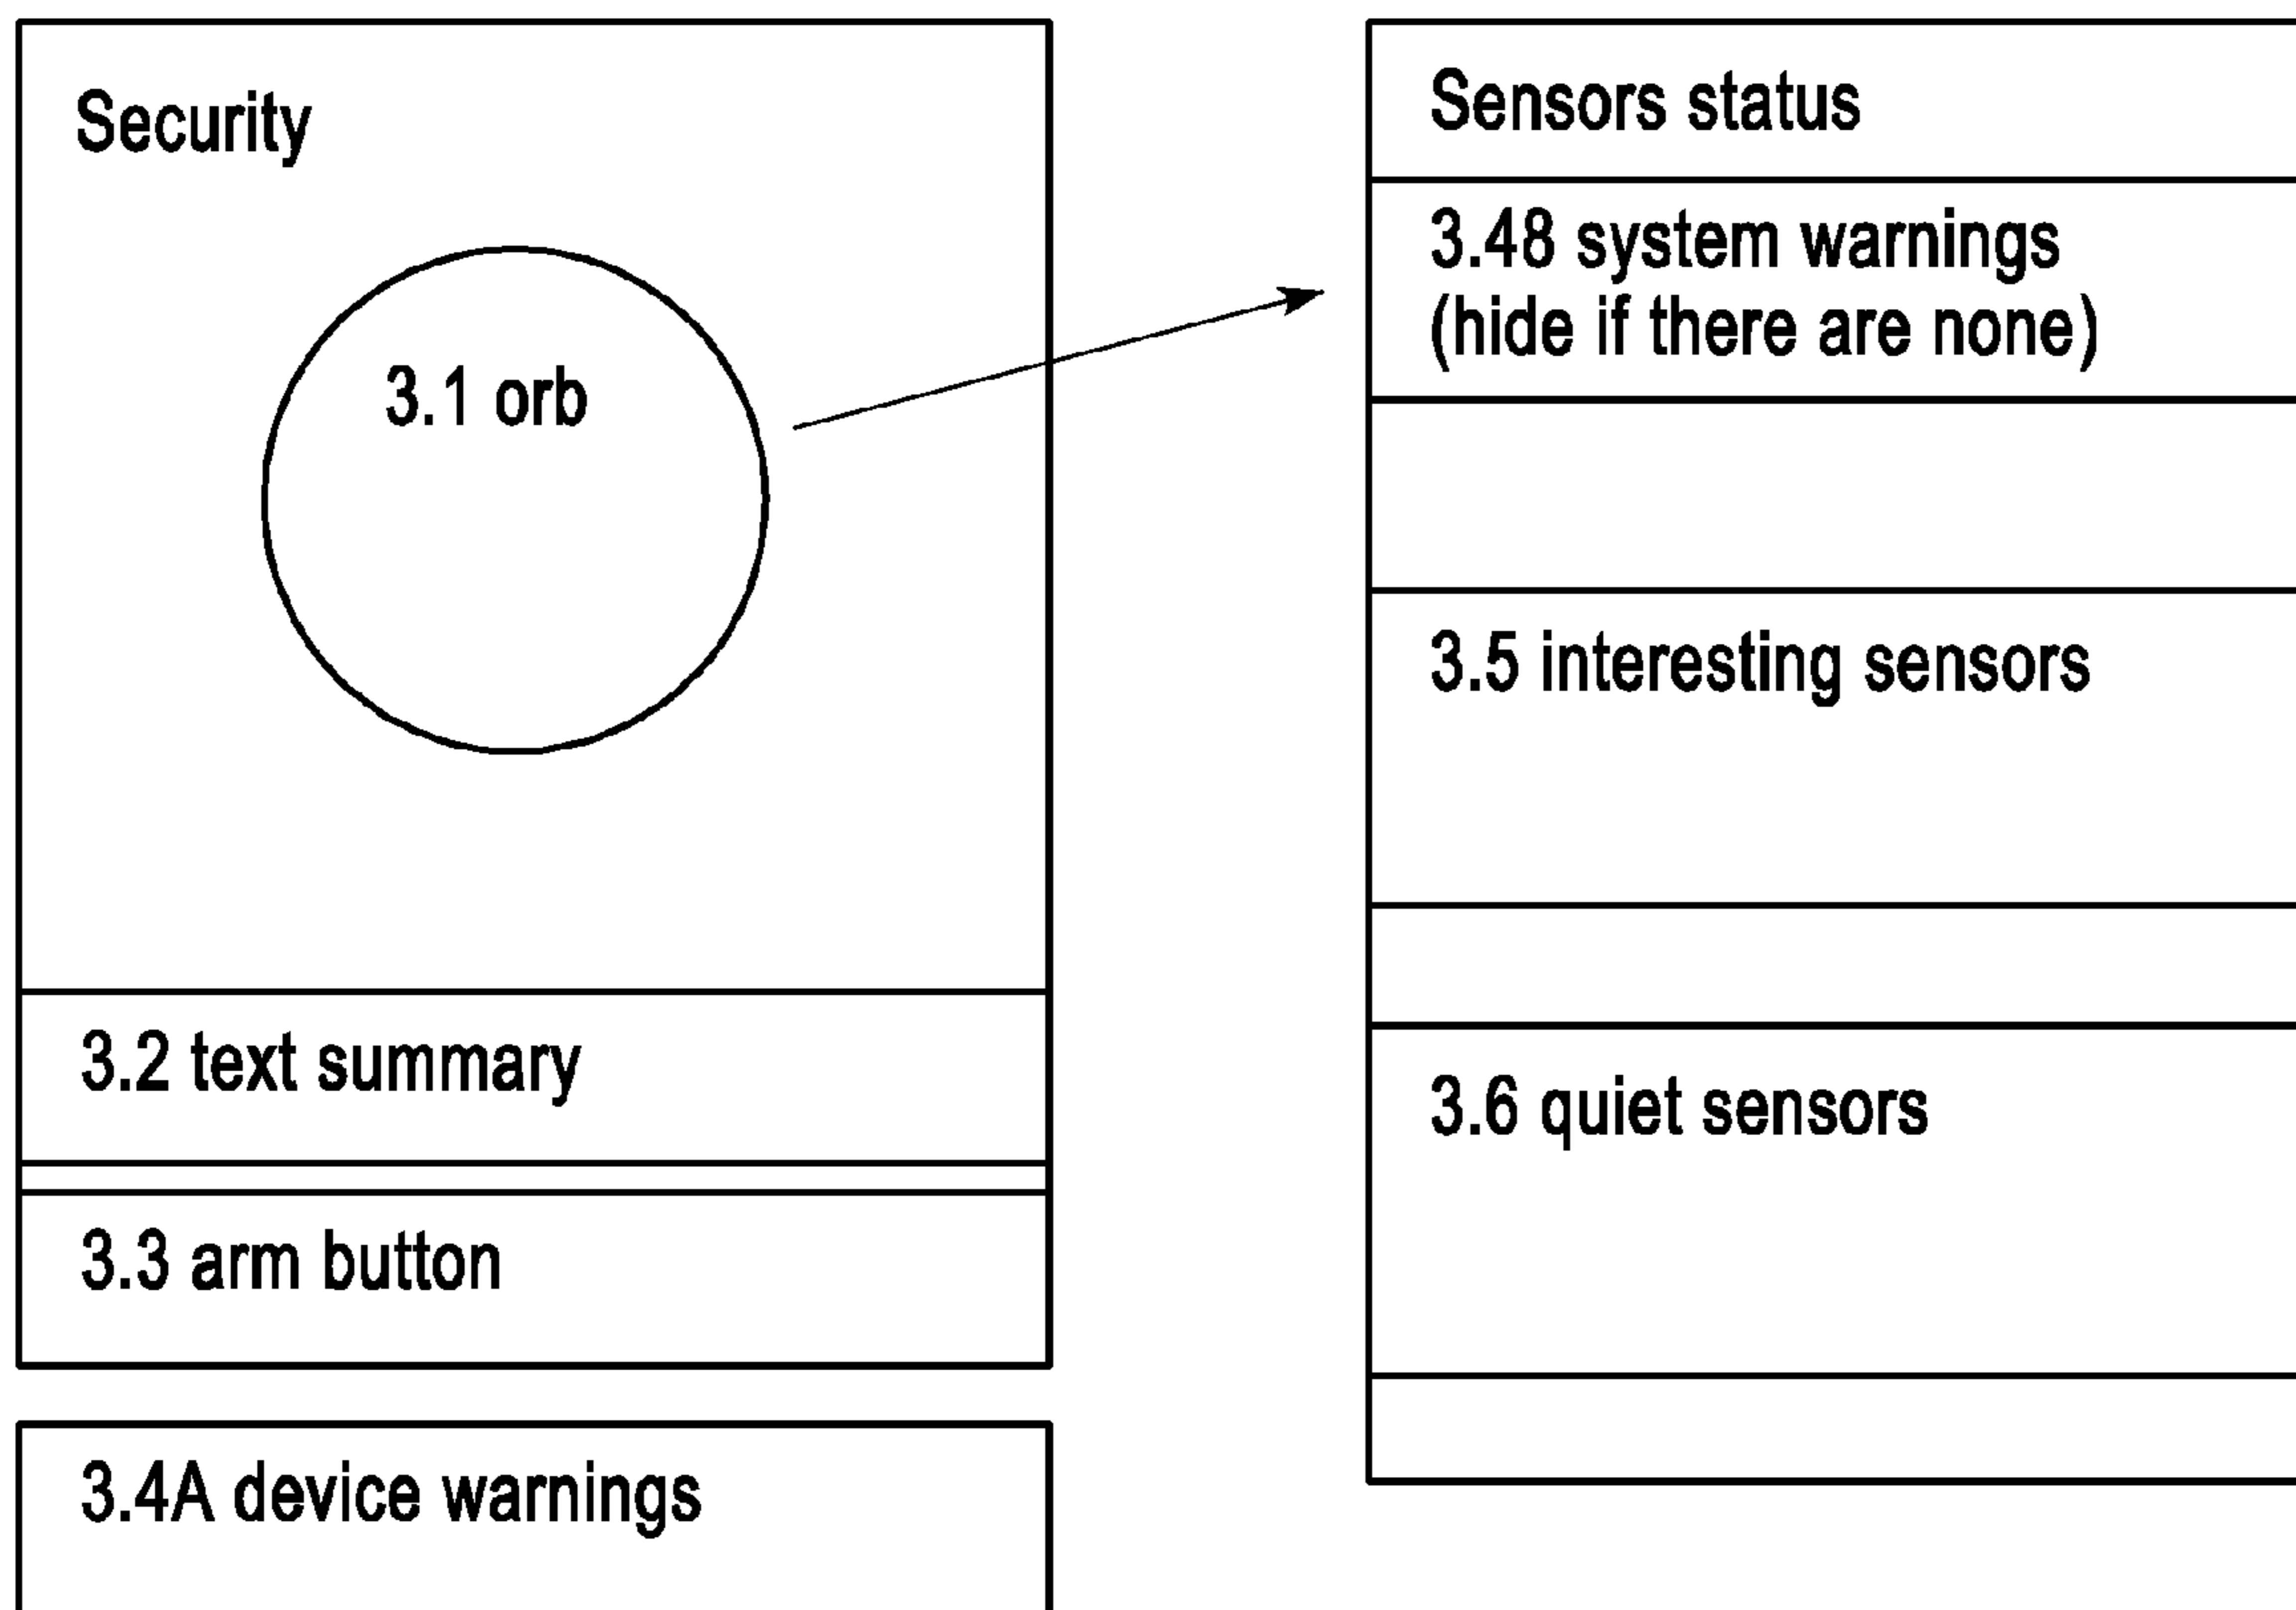 Security
3.1 orb
3.2 text summary
3.3 arm button
3.4A device warnings
Sensors status
3.48 system warnings
(hide if there are none)
3.5 interesting sensors
3.6 quiet sensors